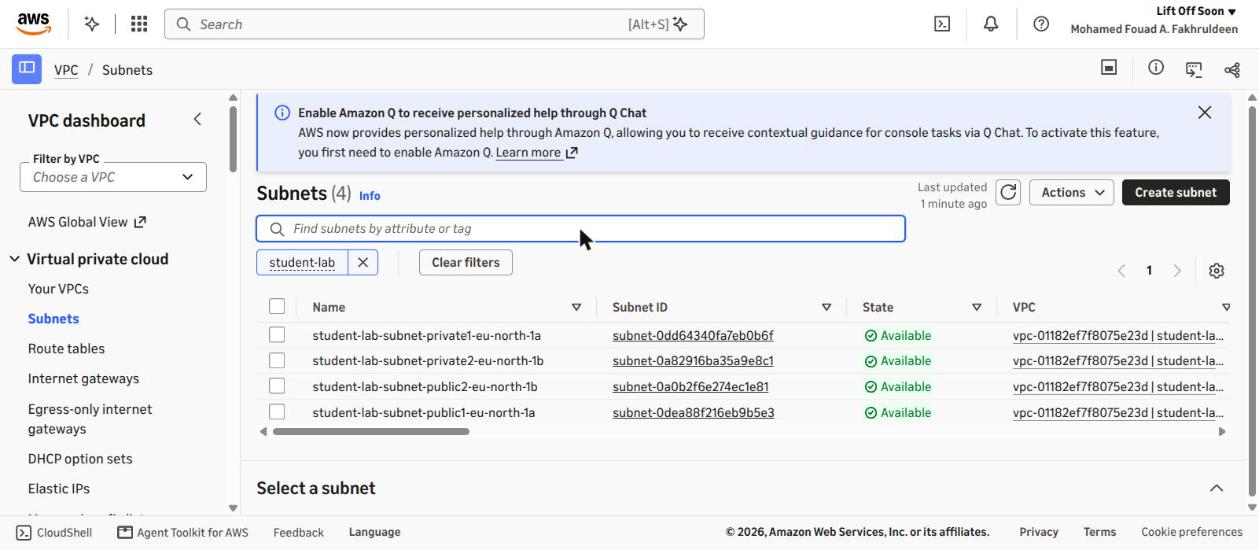 aws
Search [Alt+S]
Lift Off Soon
Mohamed Fouad A. Fakhruldeen
VPC / Subnets
VPC dashboard
Filter by VPC
Choose a VPC
AWS Global View
Virtual private cloud
Your VPCs
Subnets
Route tables
Internet gateways
Egress-only internet
gateways
DHCP option sets
Elastic IPs
Enable Amazon Q to receive personalized help through Q Chat
AWS now provides personalized help through Amazon Q, allowing you to receive contextual guidance for console tasks via Q Chat. To activate this feature,
you first need to enable Amazon Q. Learn more
Subnets (4) Info
Last updated
1 minute ago
Actions
Create subnet
Find subnets by attribute or tag
student-lab
Clear filters
1
Name Subnet ID State VPC
student-lab-subnet-private1-eu-north-1a subnet-0dd64340fa7eb0b6f Available vpc-01182ef7f8075e23d | student-la...
student-lab-subnet-private2-eu-north-1b subnet-0a82916ba35a9e8c1 Available vpc-01182ef7f8075e23d | student-la...
student-lab-subnet-public2-eu-north-1b subnet-0a0b2f6e274ec1e81 Available vpc-01182ef7f8075e23d | student-la...
student-lab-subnet-public1-eu-north-1a subnet-0dea88f216eb9b5e3 Available vpc-01182ef7f8075e23d | student-la...
Select a subnet
CloudShell Agent Toolkit for AWS Feedback Language © 2026, Amazon Web Services, Inc. or its affiliates. Privacy Terms Cookie preferences